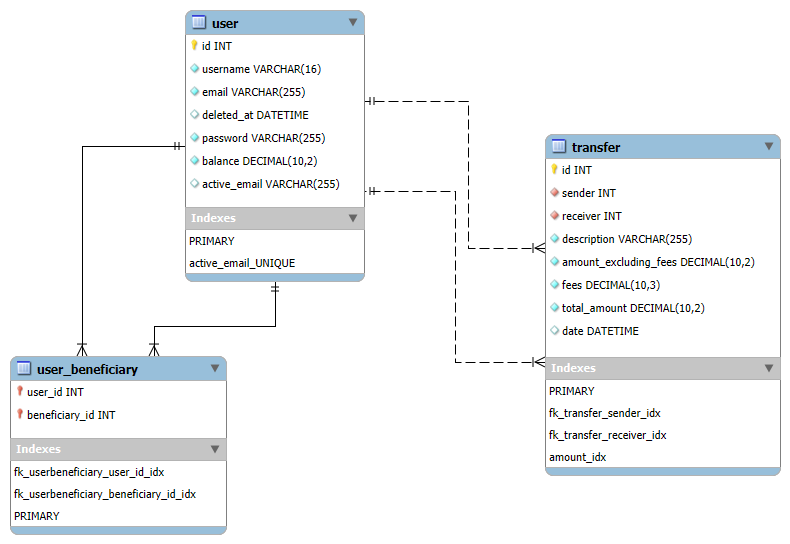 user
id INT
username VARCHAR(16)
email VARCHAR(255)
deleted_at DATETIME
password VARCHAR(255)
balance DECIMAL(10,2)
active_email VARCHAR(255)
Indexes
PRIMARY
active_email_UNIQUE
transfer
id INT
sender INT
receiver INT
description VARCHAR(255)
amount_excluding_fees DECIMAL(10,2)
fees DECIMAL(10,3)
total_amount DECIMAL(10,2)
date DATETIME
Indexes
PRIMARY
fk_transfer_sender_idx
fk_transfer_receiver_idx
amount_idx
user_beneficiary
user_id INT
beneficiary_id INT
Indexes
fk_userbeneficiary_user_id_idx
fk_userbeneficiary_beneficiary_id_idx
PRIMARY